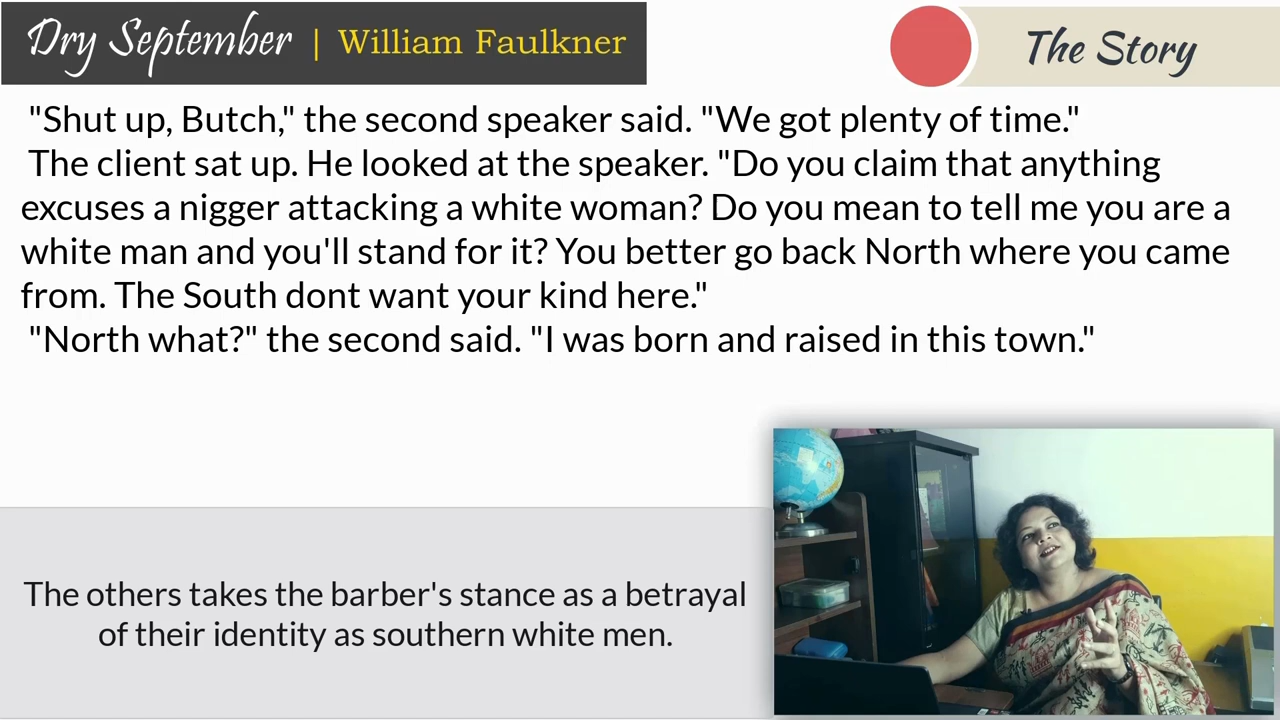 Dry September | William Faulkner
The Story
"Shut up, Butch," the second speaker said. "We got plenty of time."
The client sat up. He looked at the speaker. "Do you claim that anything
excuses a nigger attacking a white woman? Do you mean to tell me you are a
white man and you'll stand for it? You better go back North where you came
from. The South dont want your kind here."
"North what?" the second said. "I was born and raised in this town."
The others takes the barber's stance as a betrayal
of their identity as southern white men.